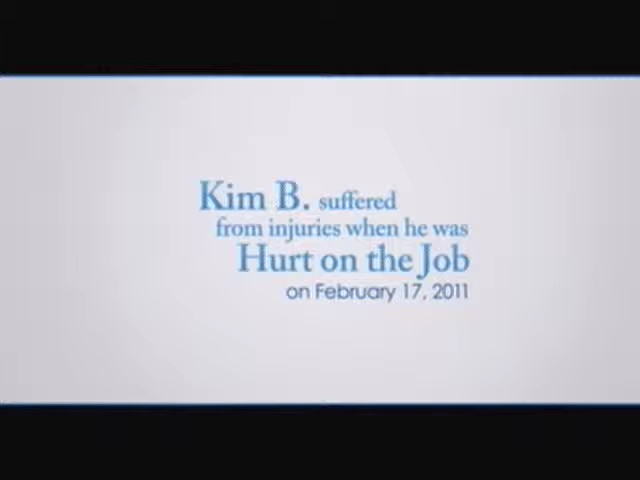 Kim B. suffered
from injuries when he was
Hurt on the Job
on February 17, 2011